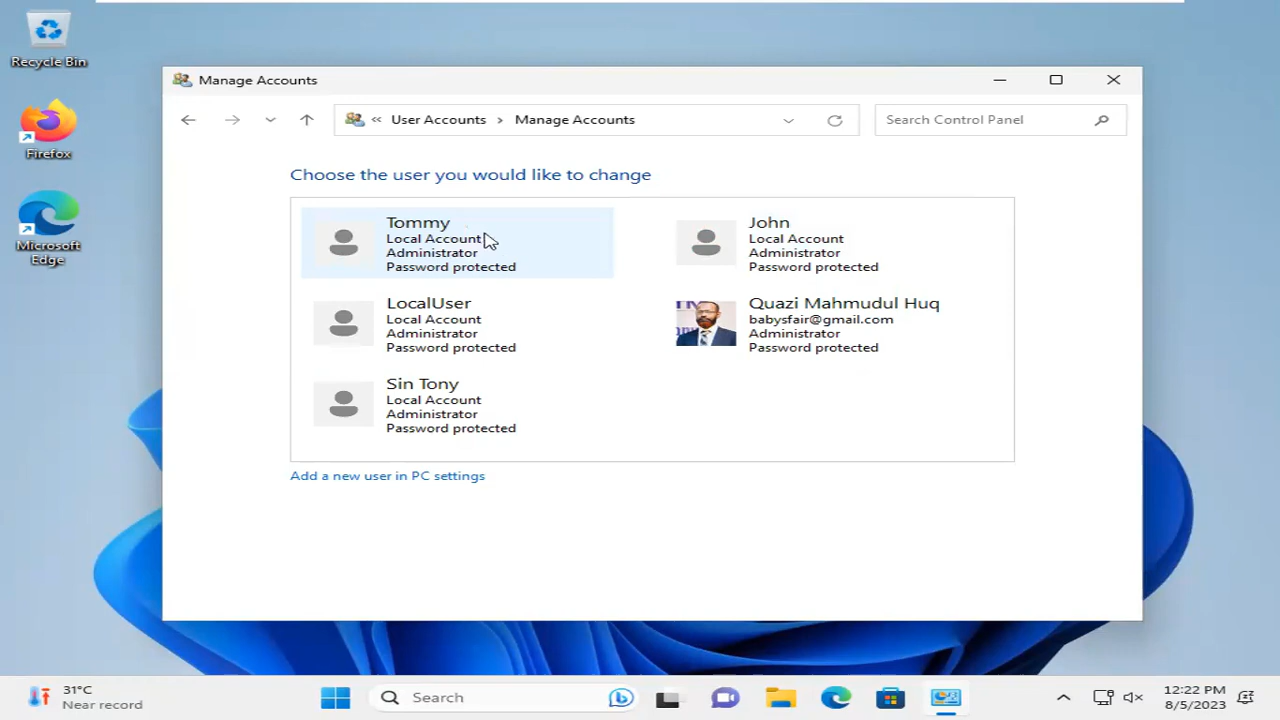 Recycle Bin
Firefox
Microsoft
Edge
Manage Accounts
« User Accounts > Manage Accounts
Search Control Panel
Choose the user you would like to change
Tommy
Local Account
Administrator
Password protected
John
Local Account
Administrator
Password protected
LocalUser
Local Account
Administrator
Password protected
Quazi Mahmudul Huq
babysfair@gmail.com
Administrator
Password protected
Sin Tony
Local Account
Administrator
Password protected
Add a new user in PC settings
31°C
Near record
Search
12:22 PM
8/5/2023